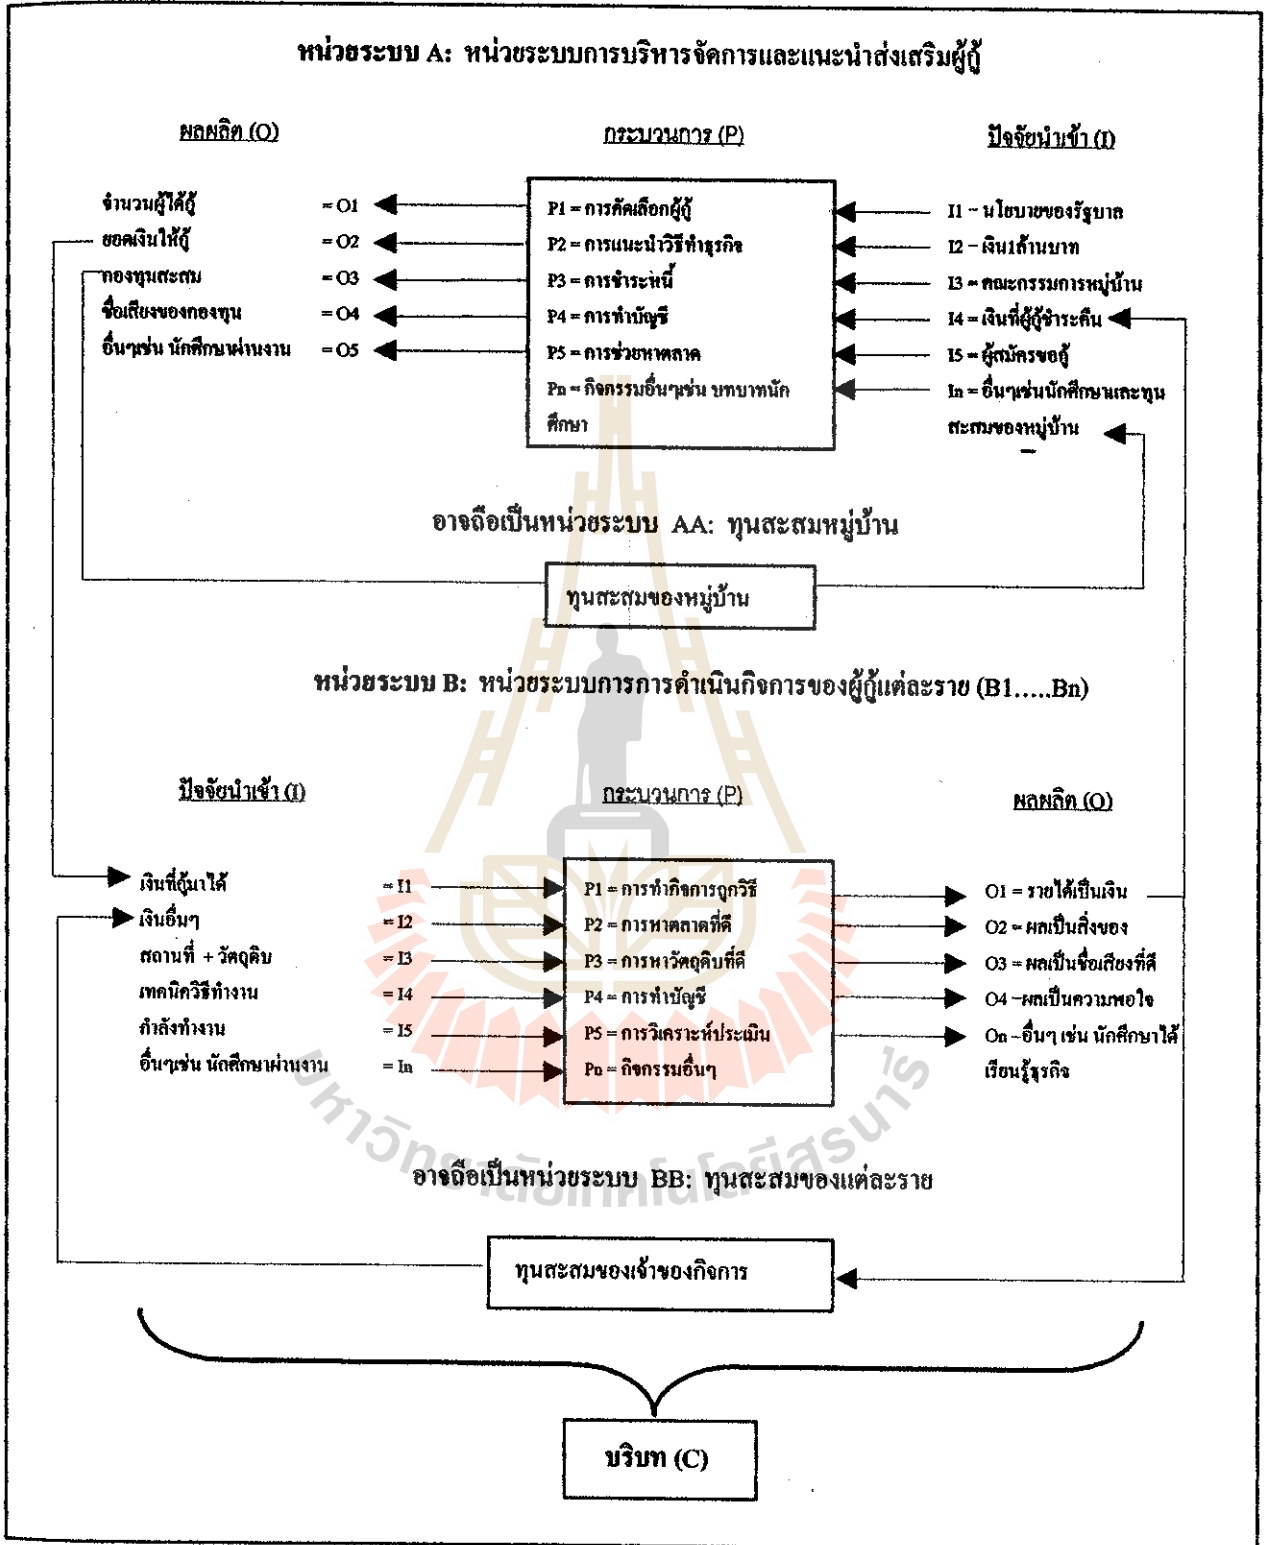 หน่วยระบบ A: หน่วยระบบการบริหารจัดการและแนะนำส่งเสริมผู้กู้
ผลผลิต (O) กระบวนการ (P) ปัจจัยนำเข้า (I)
จำนวนผู้ได้กู้ = O1 P1 = การคัดเลือกผู้กู้ I1 – นโยบายของรัฐบาล
ยอดเงินให้กู้ = O2 P2 = การแนะนำวิธีทำธุรกิจ I2 – เงิน1ล้านบาท
กองทุนสะสม = O3 P3 = การชำระหนี้ I3 = คณะกรรมการหมู่บ้าน
ชื่อเสียงของกองทุน = O4 P4 = การทำบัญชี I4 = เงินที่ผู้กู้ชำระคืน
อื่นๆเช่น นักศึกษาผ่านงาน = O5 P5 = การช่วยหาตลาด I5 = ผู้สมัครขอกู้
Pn = กิจกรรมอื่นๆเช่น บทบาทนัก In = อื่นๆเช่นนักศึกษาและทุน
ศึกษา สะสมของหมู่บ้าน
อาจถือเป็นหน่วยระบบ AA: ทุนสะสมหมู่บ้าน
ทุนสะสมของหมู่บ้าน
หน่วยระบบ B: หน่วยระบบการการดำเนินกิจการของผู้กู้แต่ละราย (B1.....Bn)
ปัจจัยนำเข้า (I) กระบวนการ (P) ผลผลิต (O)
เงินที่กู้มาได้ = I1 P1 = การทำกิจการถูกวิธี O1 = รายได้เป็นเงิน
เงินอื่นๆ = I2 P2 = การหาตลาดที่ดี O2 = ผลเป็นสิ่งของ
สถานที่ + วัตถุดิบ = I3 P3 = การหาวัตถุดิบที่ดี O3 = ผลเป็นชื่อเสียงที่ดี
เทคนิควิธีทำงาน = I4 P4 = การทำบัญชี O4 –ผลเป็นความพอใจ
กำลังทำงาน = I5 P5 = การวิเคราะห์ประเมิน On –อื่นๆ เช่น นักศึกษาได้
อื่นๆเช่น นักศึกษาผ่านงาน = In Pn = กิจกรรมอื่นๆ เรียนรู้ธุรกิจ
มหาวิทยาลัยเทคโนโลยีสุรนารี
อาจถือเป็นหน่วยระบบ BB: ทุนสะสมของแต่ละราย
ทุนสะสมของเจ้าของกิจการ
บริบท (C)